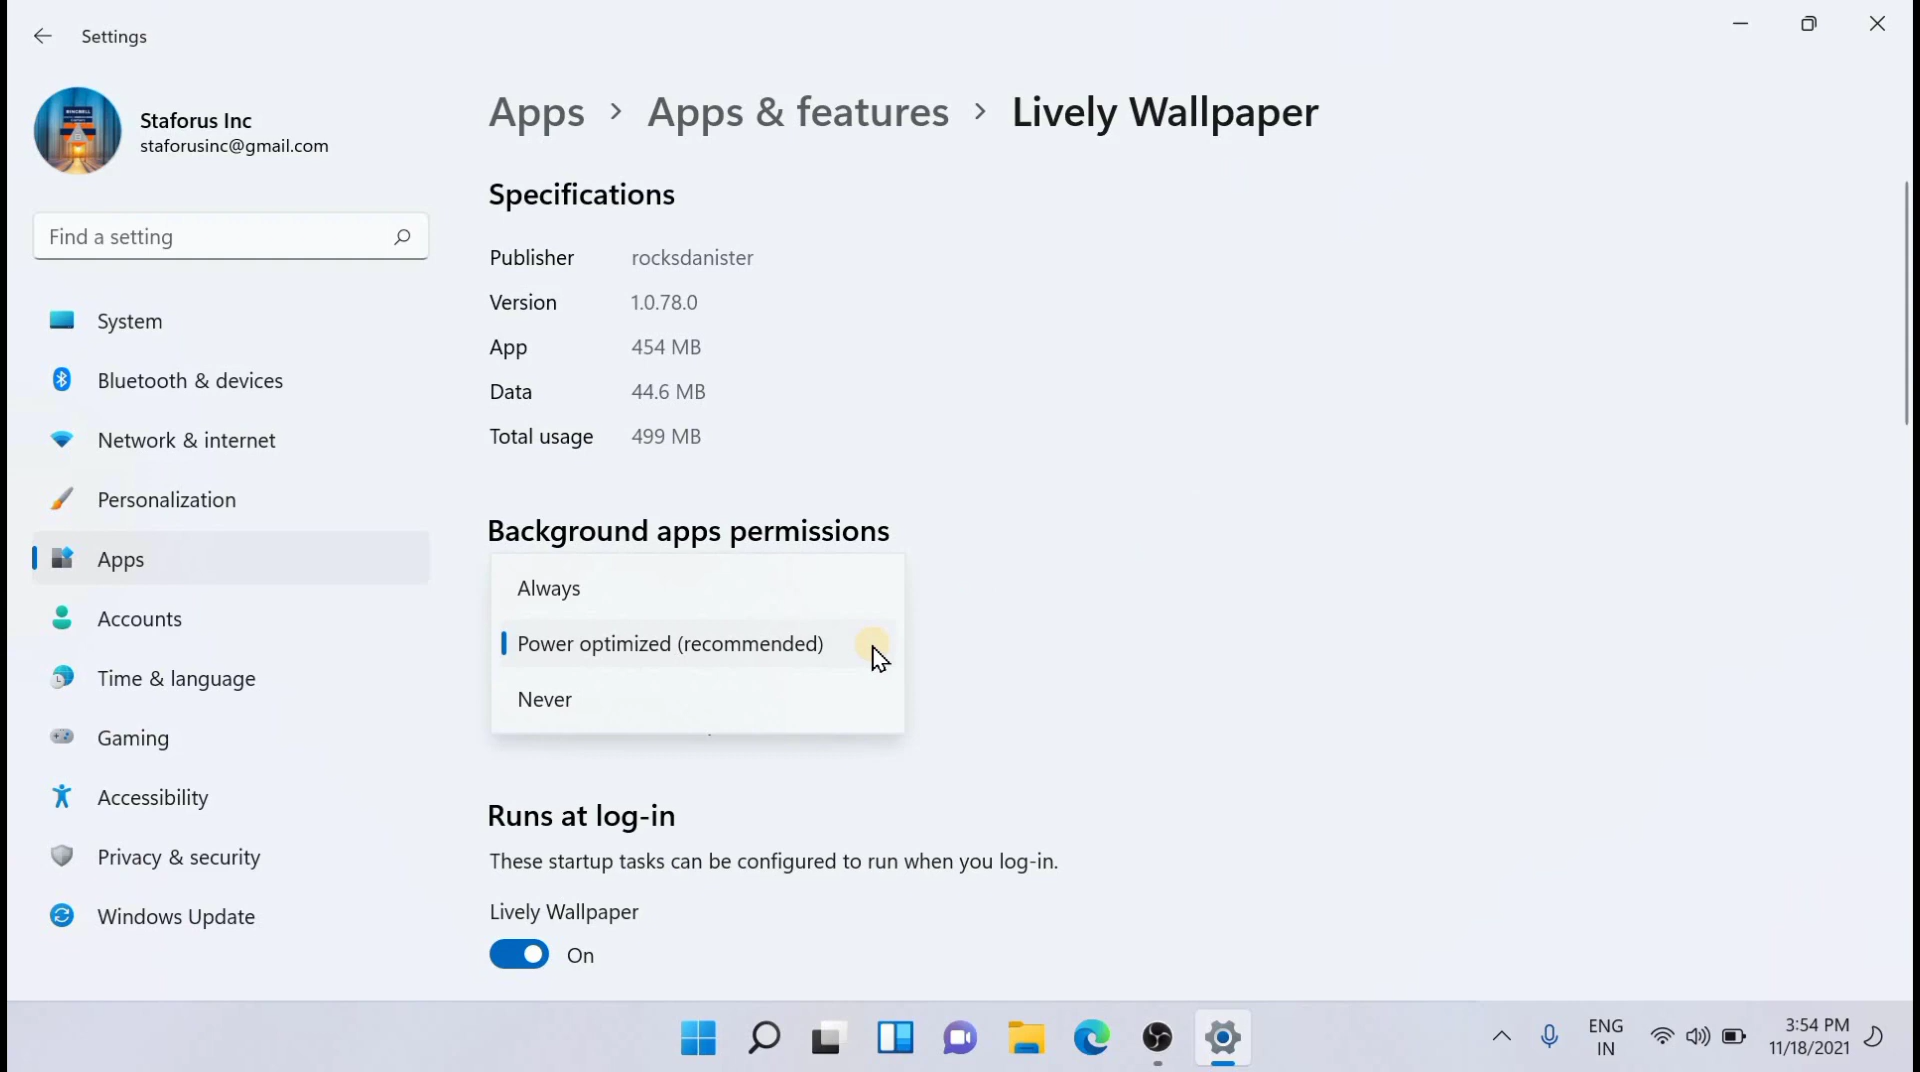 Settings
Staforus Inc
staforusinc@gmail.com
Find a setting
System
Bluetooth & devices
Network & internet
Personalization
Apps
Accounts
Time & language
Gaming
Accessibility
Privacy & security
Windows Update
Apps > Apps & features > Lively Wallpaper
Specifications
Publisher rocksdanister
Version 1.0.78.0
App 454 MB
Data 44.6 MB
Total usage 499 MB
Background apps permissions
Always
Power optimized (recommended)
Never
Runs at log-in
These startup tasks can be configured to run when you log-in.
Lively Wallpaper
On
ENG
IN
3:54 PM
11/18/2021